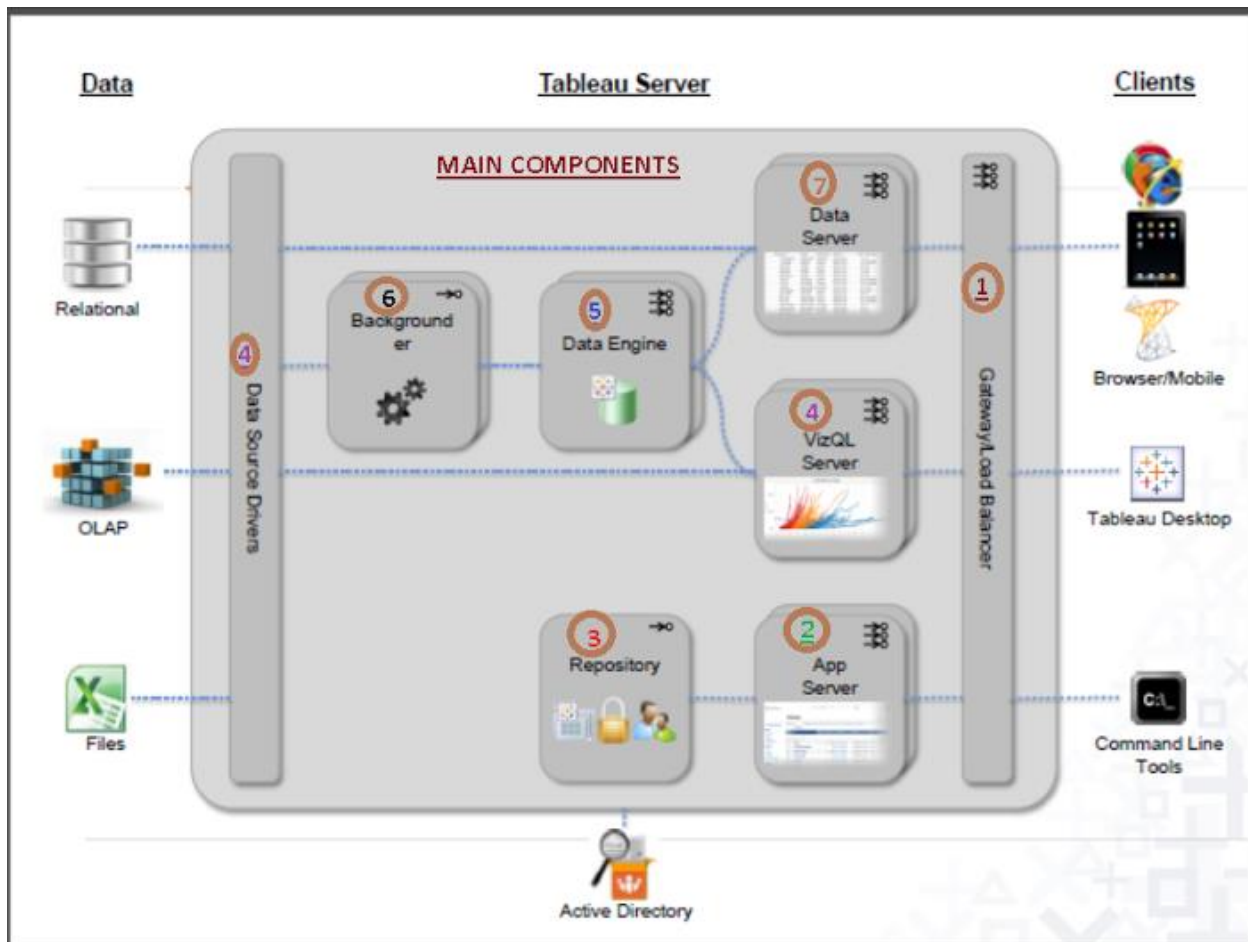 Data
Tableau Server
Clients
MAIN COMPONENTS
7
Data
Server
1
Gateway/Load Balancer
Relational
6
Background
er
5
Data Engine
4
Data Source Drivers
Browser/Mobile
4
VizQL
Server
OLAP
Tableau Desktop
3
Repository
2
App
Server
Files
C:\_
Command Line
Tools
Active Directory